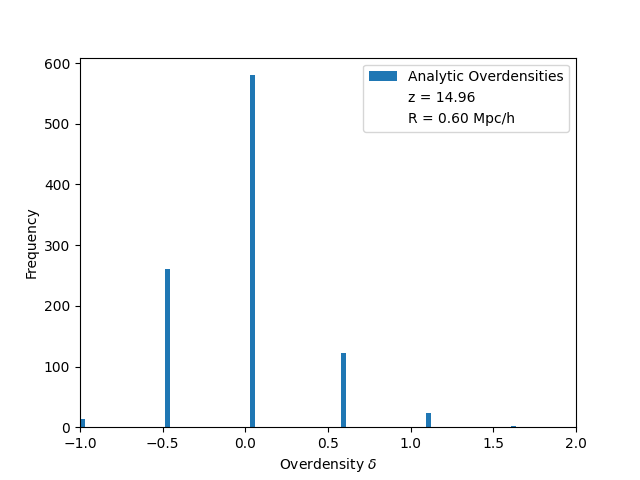 Analytic Overdensities
z = 14.96
R = 0.60 Mpc/h
600
500
400
300
200
100
0
Frequency
−1.0 −0.5 0.0 0.5 1.0 1.5 2.0
Overdensity δ